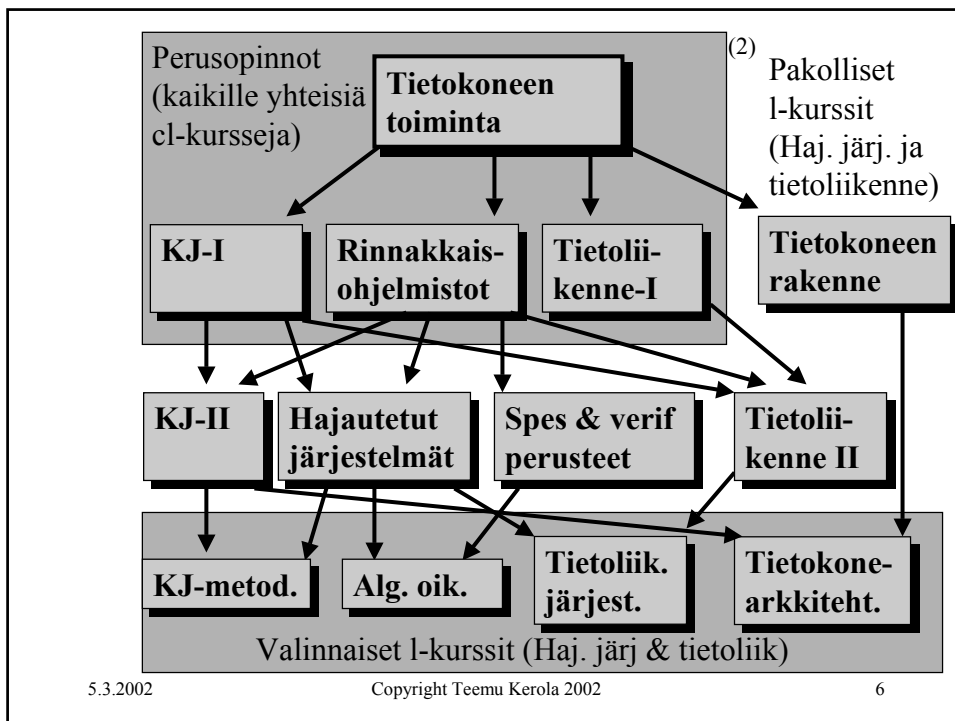 Perusopinnot
(kaikille yhteisiä
cl-kursseja)
Tietokoneen
toiminta
(2)
Pakolliset
l-kurssit
(Haj. järj. ja
tietoliikenne)
KJ-I
Rinnakkais-
ohjelmistot
Tietolii-
kenne-I
Tietokoneen
rakenne
KJ-II
Hajautetut
järjestelmät
Spes & verif
perusteet
Tietolii-
kenne II
KJ-metod.
Alg. oik.
Tietoliik.
järjest.
Tietokone-
arkkiteht.
Valinnaiset l-kurssit (Haj. järj & tietoliik)
5.3.2002
Copyright Teemu Kerola 2002
6